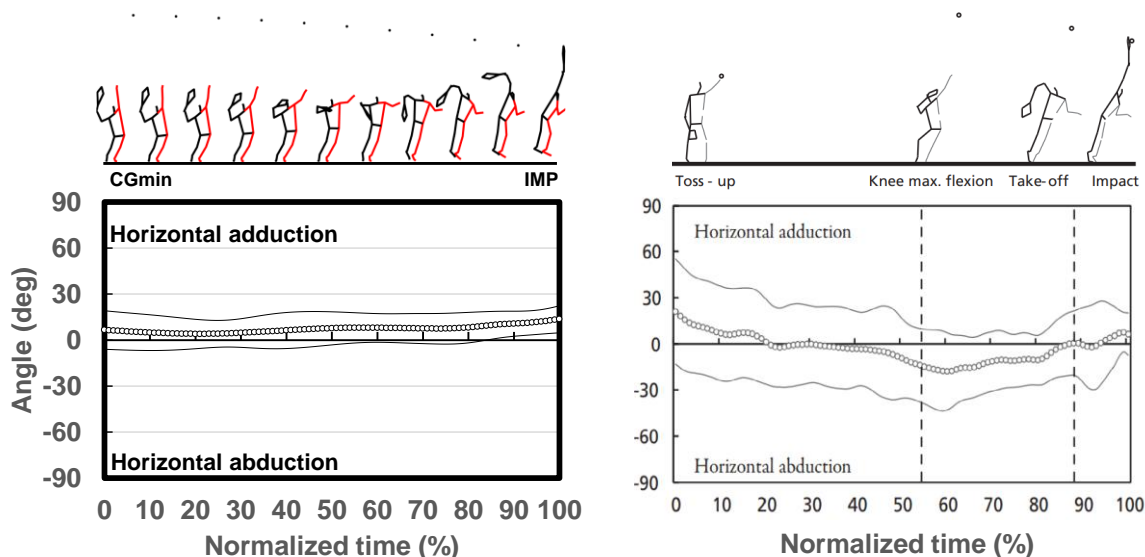 CGmin IMP
90
60
30
0
-30
-60
-90
Angle (deg)
Horizontal adduction
Horizontal abduction
0 10 20 30 40 50 60 70 80 90 100
Normalized time (%)
Toss - up Knee max. flexion Take-off Impact
90
60
30
0
-30
-60
-90
Horizontal adduction
Horizontal abduction
0 10 20 30 40 50 60 70 80 90 100
Normalized time (%)